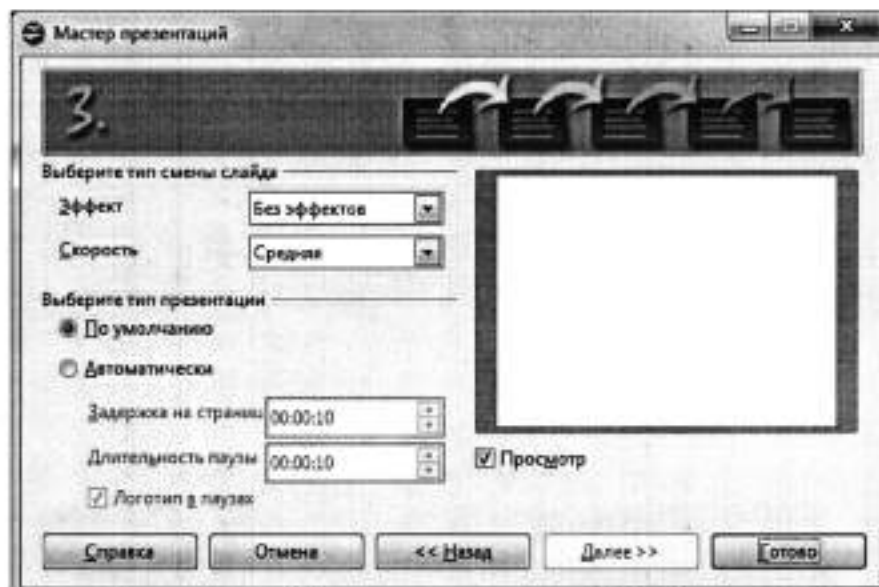 Мастер презентаций
3.
Выберите тип смены слайда
Эффект
Без эффектов
Скорость
Средняя
Выберите тип презентации
По умолчанию
Автоматически
Задержка на страниц 00:00:10
Длительность паузы 00:00:10
Логотип в паузах
Просмотр
Справка Отмена << Назад Далее >> Готово